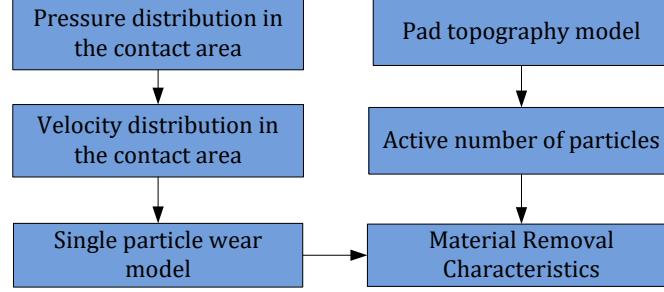 Pressure distribution in
the contact area
Velocity distribution in
the contact area
Single particle wear
model
Pad topography model
Active number of particles
Material Removal
Characteristics